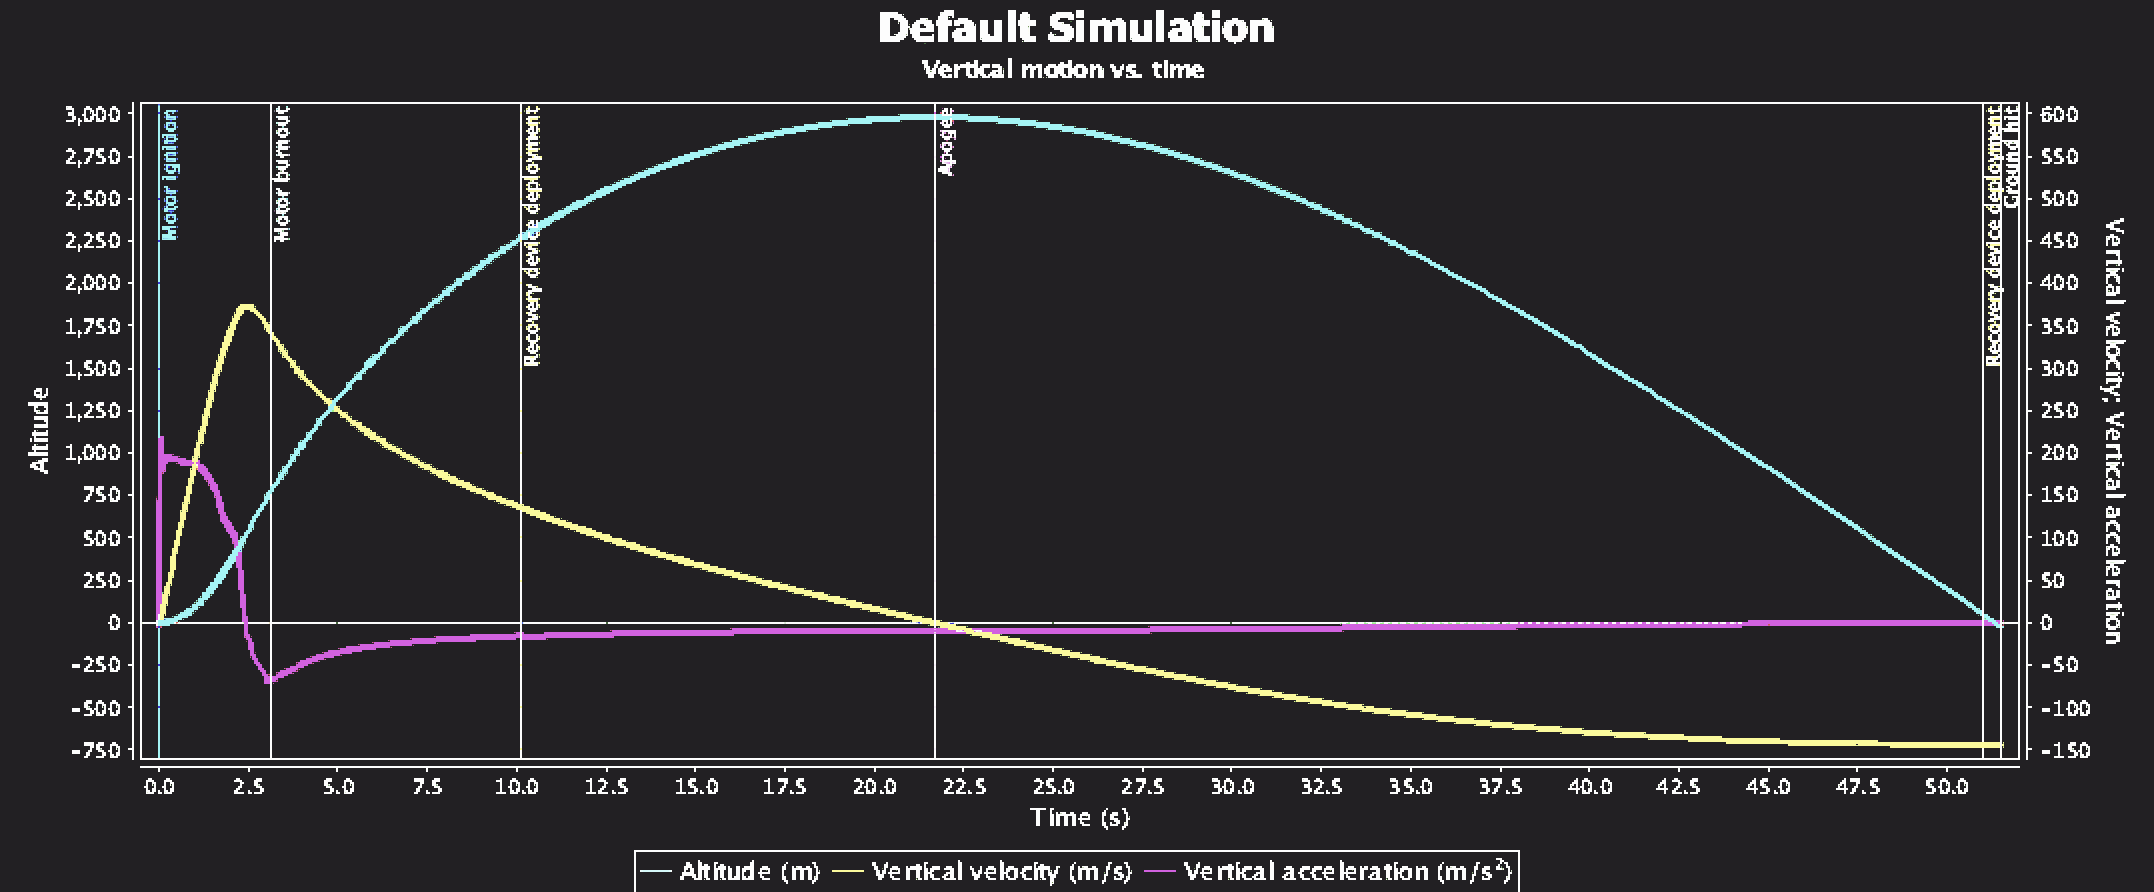 Default Simulation
Vertical motion vs. time
3,000
2,750
2,500
2,250
2,000
1,750
1,500
1,250
1,000
750
500
250
0
-250
-500
-750
Altitude
Motor ignition
Motor burnout
Recovery device deployment
Apogee
Recovery device deployment
Ground hit
600
550
500
450
400
350
300
250
200
150
100
50
0
-50
-100
-150
Vertical velocity; Vertical acceleration
0.0 2.5 5.0 7.5 10.0 12.5 15.0 17.5 20.0 22.5 25.0 27.5 30.0 32.5 35.0 37.5 40.0 42.5 45.0 47.5 50.0
Time (s)
Altitude (m) Vertical velocity (m/s) Vertical acceleration (m/s²)